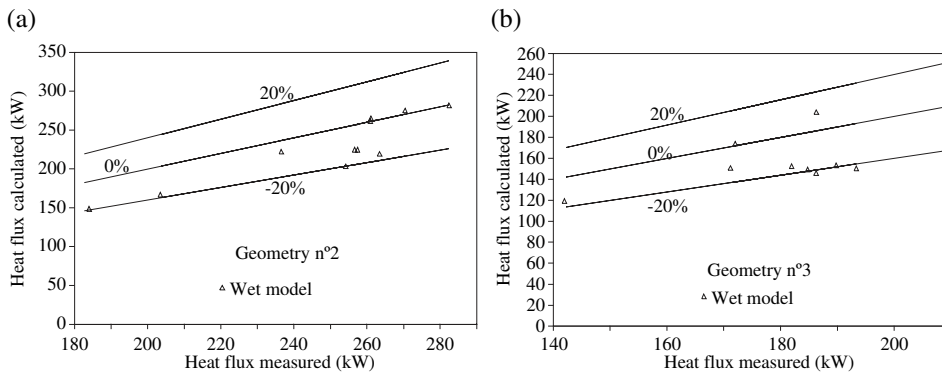 (a)
Heat flux calculated (kW)
350
300
250
200
150
100
50
0
20%
0%
-20%
Geometry nº2
Wet model
180 200 220 240 260 280
Heat flux measured (kW)
(b)
Heat flux calculated (kW)
260
240
220
200
180
160
140
120
100
80
60
40
20
0
20%
0%
-20%
Geometry nº3
Wet model
140 160 180 200
Heat flux measured (kW)